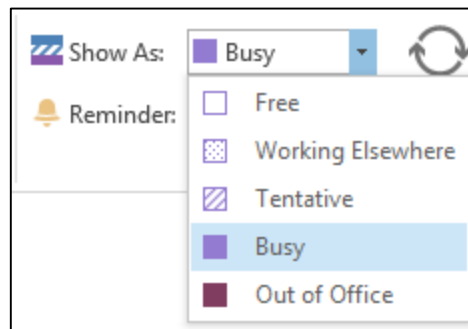 Show As: Busy
Reminder:
Free
Working Elsewhere
Tentative
Busy
Out of Office